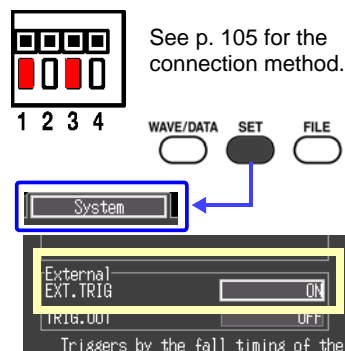 See p. 105 for the
connection method.
1 2 3 4
WAVE/DATA SET FILE
System
External
EXT.TRIG ON
TRIG.OUT OFF
Triggers by the fall timing of the